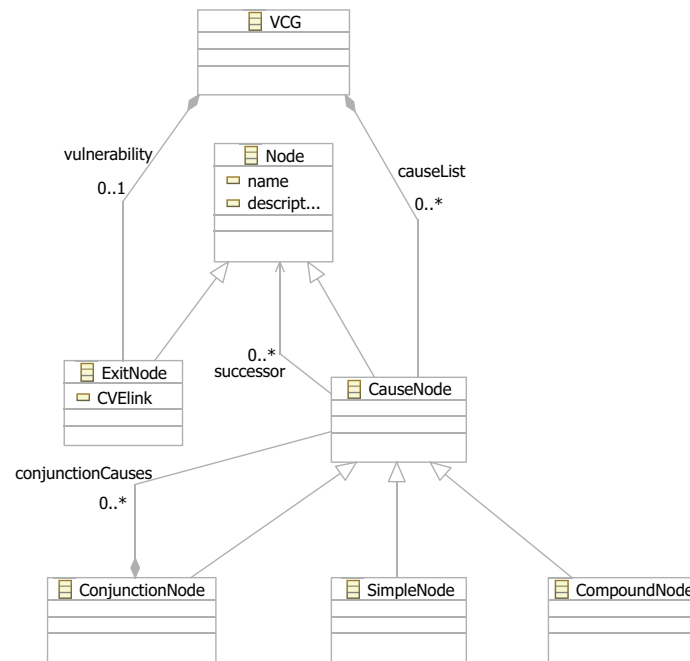 VCG
vulnerability
0..1
Node
name
descript...
causeList
0..*
ExitNode
CVElink
0..*
successor
CauseNode
conjunctionCauses
0..*
ConjunctionNode
SimpleNode
CompoundNode